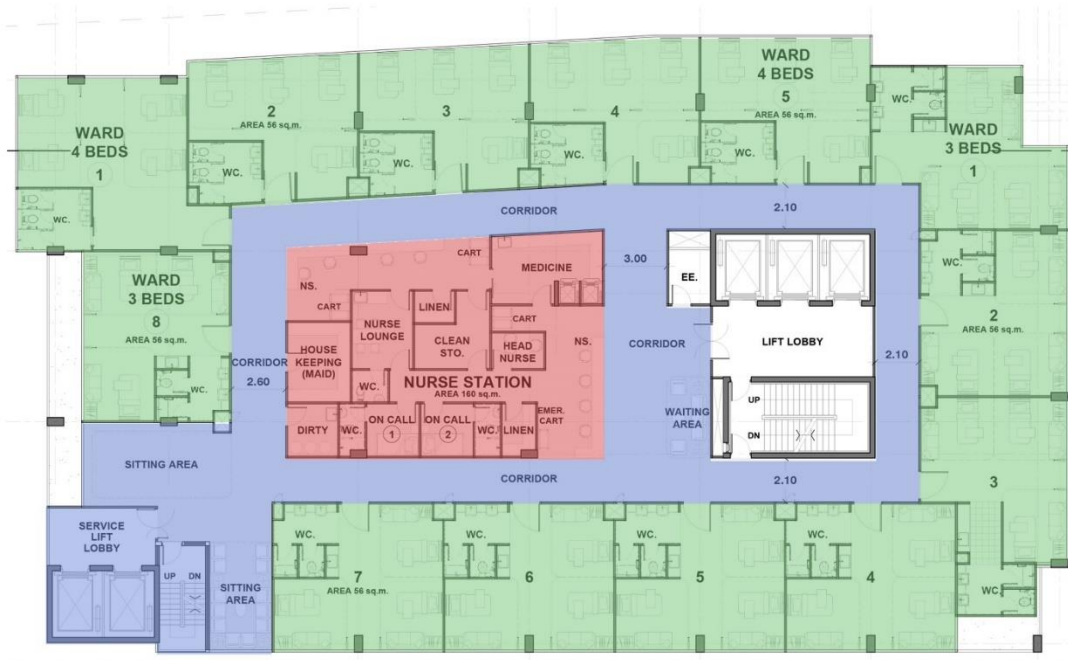 WARD
4 BEDS
1
WC.
2
AREA 56 sq.m.
WC.
3
WC.
4
WC.
WARD
4 BEDS
5
AREA 56 sq.m.
WC.
WC.
WARD
3 BEDS
1
CORRIDOR
2.10
WARD
3 BEDS
8
AREA 56 sq.m.
WC.
CORRIDOR
2.60
NS.
CART
CART
MEDICINE
LINEN
CART
NURSE
LOUNGE
CLEAN
STO.
HEAD
NURSE
NS.
HOUSE
KEEPING
(MAID)
WC.
NURSE STATION
AREA 160 sq.m.
DIRTY
WC.
ON CALL
1
ON CALL
2
WC.
LINEN
EMER.
CART
3.00
EE.
CORRIDOR
LIFT LOBBY
2.10
WAITING
AREA
UP
DN
WC.
2
AREA 56 sq.m.
3
WC.
SITTING AREA
CORRIDOR
2.10
SERVICE
LIFT
LOBBY
UP
DN
SITTING
AREA
WC.
7
AREA 56 sq.m.
WC.
6
WC.
5
WC.
4